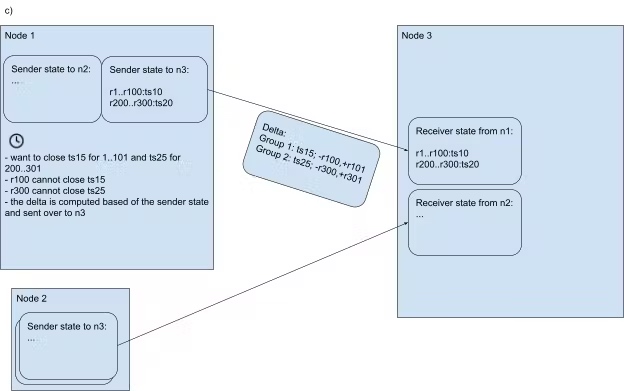 c)
Node 1
Sender state to n2:
...
Sender state to n3:
r1..r100:ts10
r200..r300:ts20
- want to close ts15 for 1..101 and ts25 for
200..301
- r100 cannot close ts15
- r300 cannot close ts25
- the delta is computed based of the sender state
and sent over to n3
Delta:
Group 1: ts15; -r100,+r101
Group 2: ts25; -r300,+r301
Node 3
Receiver state from n1:
r1..r100:ts10
r200..r300:ts20
Receiver state from n2:
...
Node 2
Sender state to n3:
...